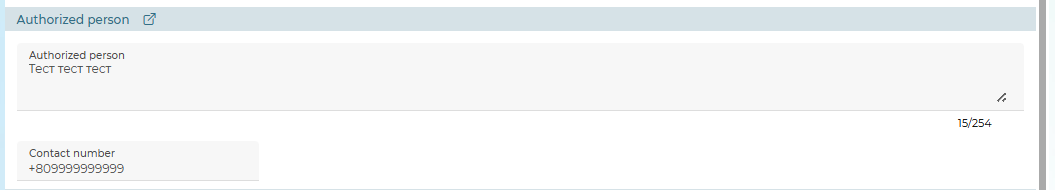 Authorized person
Authorized person
Тест тест тест
15/254
Contact number
+809999999999